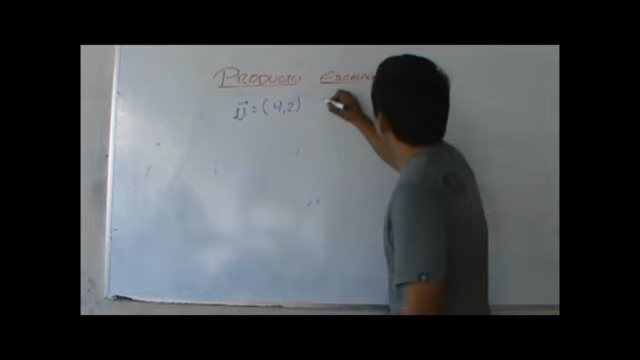 PRODUCTO
u⃗ = (4,2)